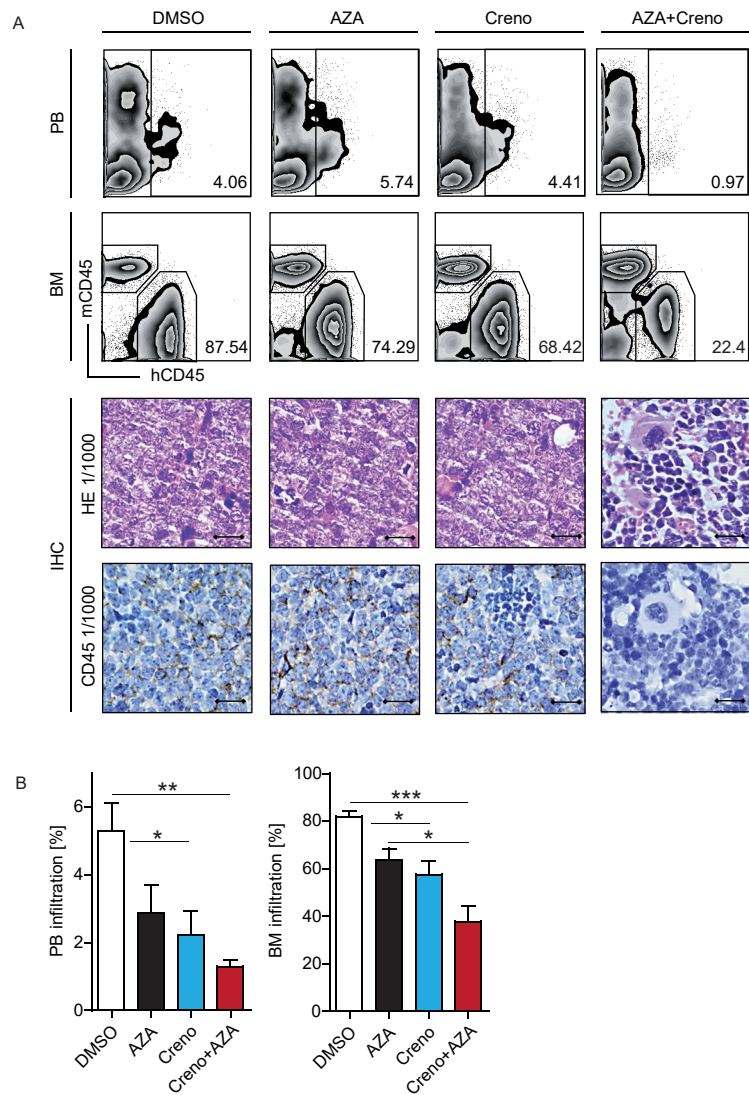 A
DMSO
AZA
Creno
AZA+Creno
PB
4.06
5.74
4.41
0.97
BM
mCD45
87.54
74.29
68.42
22.4
hCD45
IHC
HE 1/1000
CD45 1/1000
B
PB infiltration [%]
6
4
2
0
**
*
DMSO
AZA
Creno
Creno+AZA
BM infiltration [%]
100
80
60
40
80
0
***
*
*
DMSO
AZA
Creno
Creno+AZA